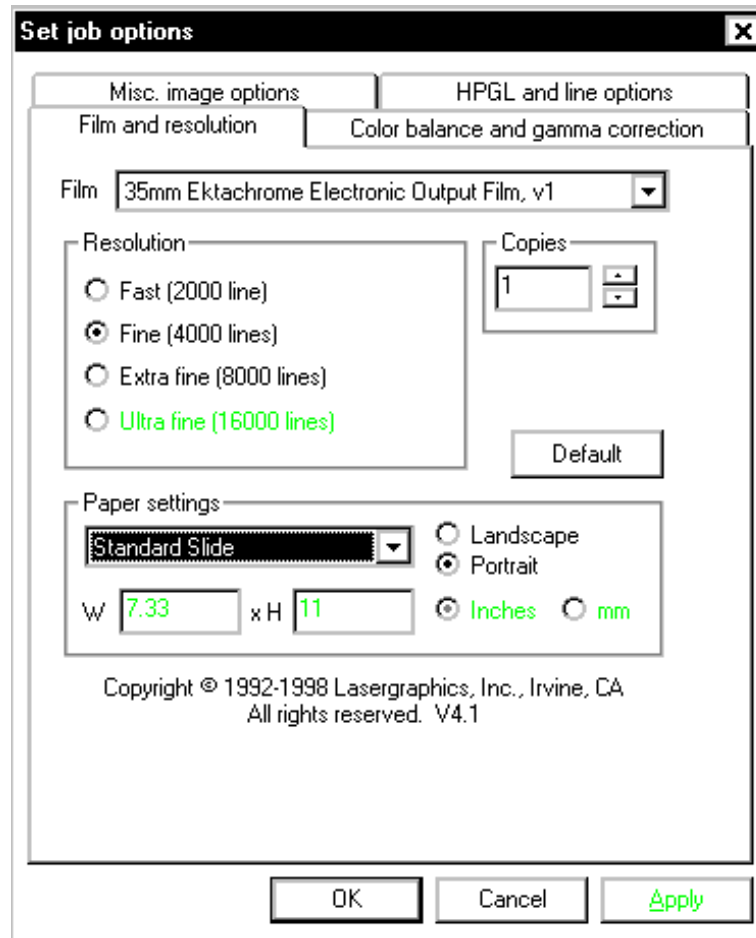 Set job options
Misc. image options
HPGL and line options
Film and resolution
Color balance and gamma correction
Film 35mm Ektachrome Electronic Output Film, v1
Resolution
Copies
Fast (2000 line)
1
Fine (4000 lines)
Extra fine (8000 lines)
Ultra fine (16000 lines)
Default
Paper settings
Standard Slide
Landscape
Portrait
W 7.33 x H 11 Inches mm
Copyright © 1992-1998 Lasergraphics, Inc., Irvine, CA
All rights reserved. V4.1
OK Cancel Apply